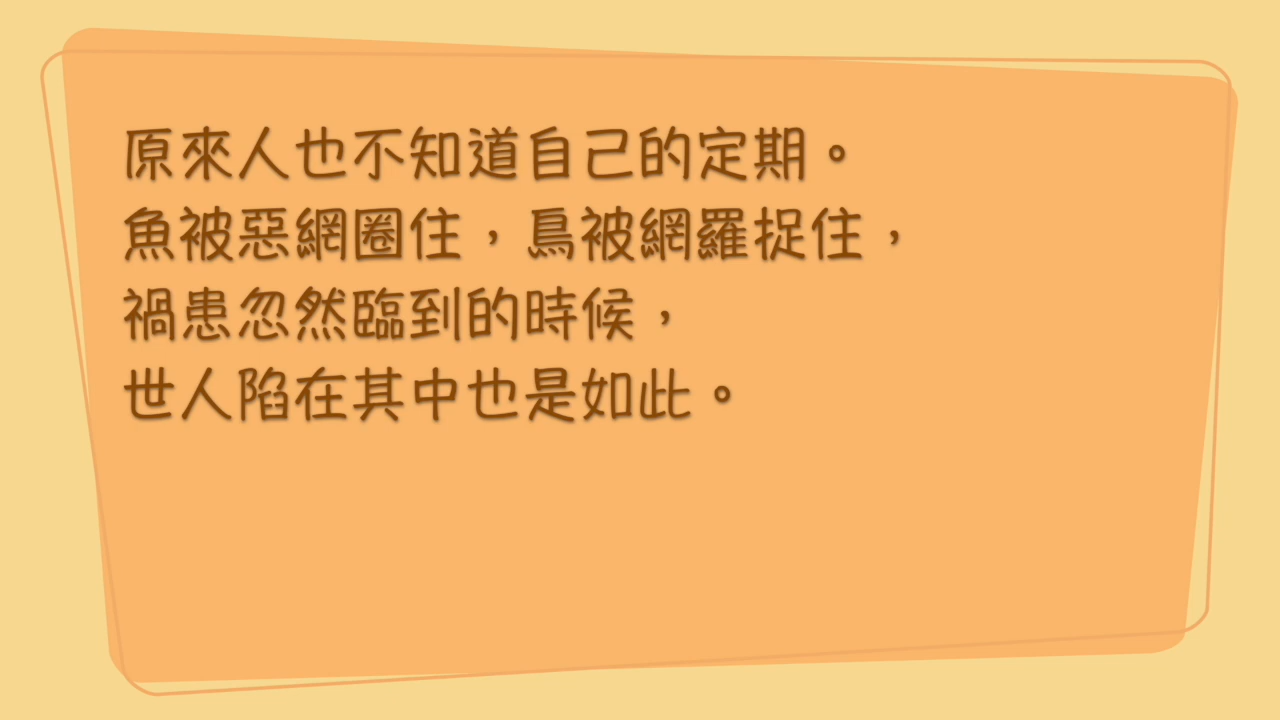 原來人也不知道自己的定期。
魚被惡網圈住，鳥被網羅捉住，
禍患忽然臨到的時候，
世人陷在其中也是如此。